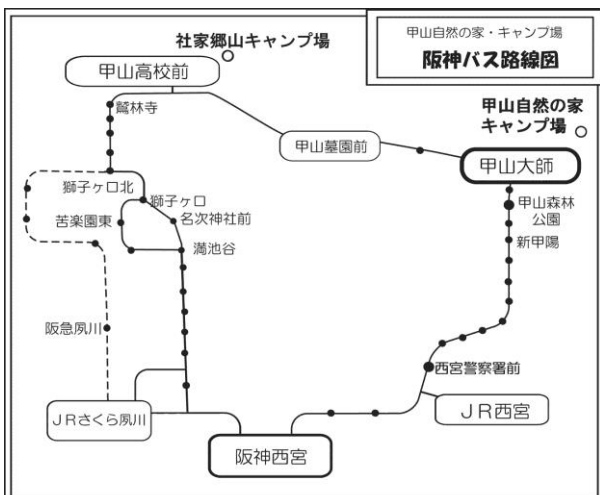 社家郷山キャンプ場
甲山自然の家・キャンプ場
阪神バス路線図
甲山高校前
鷲林寺
甲山自然の家
キャンプ場
甲山墓園前
甲山大師
獅子ヶ口北
獅子ヶ口
甲山森林
公園
苦楽園東
名次神社前
新甲陽
満池谷
阪急夙川
西宮警察署前
JRさくら夙川
JR西宮
阪神西宮